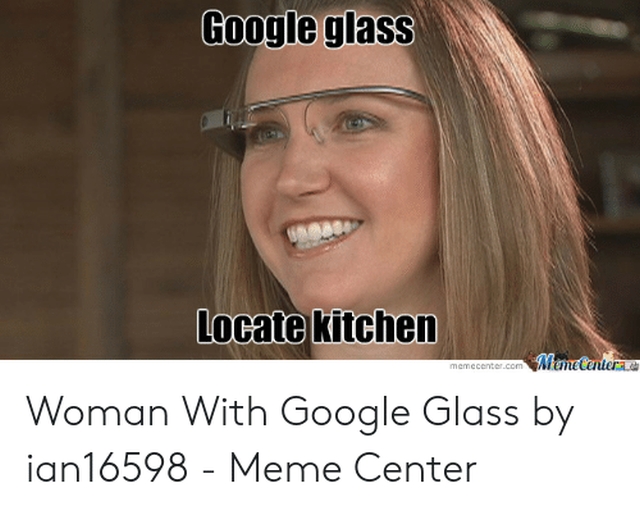 Google glass
Locate kitchen
memecenter.com MemeCenter
Woman With Google Glass by
ian16598 - Meme Center